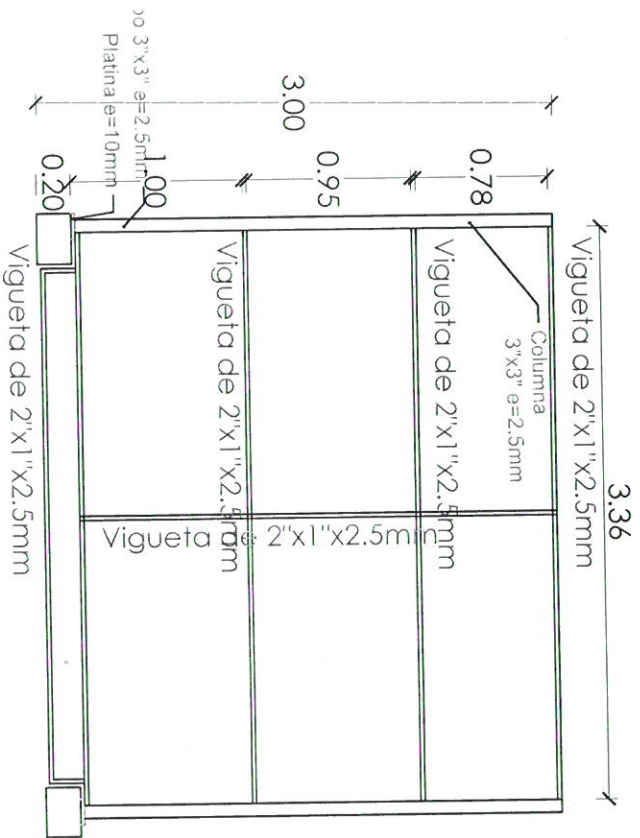 3.36
Vigueta de 2"x1"x2.5mm
Columna
3"x3" e=2.5mm
Vigueta de 2"x1"x2.5mm
Vigueta de 2"x1"x2.5mm
Vigueta de 2"x1"x2.5mm
Vigueta de 2"x1"x2.5mm
3.00
0.78
0.95
1.00
0.20
3"x3" e=2.5mm
Platina e=10mm